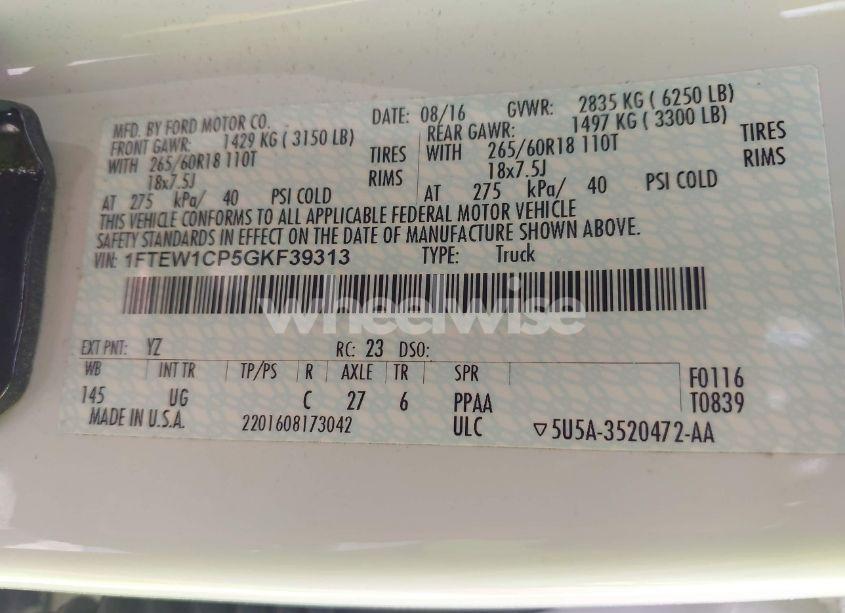 MFD. BY FORD MOTOR CO. DATE: 08/16 GVWR: 2835 KG ( 6250 LB)
FRONT GAWR: 1429 KG ( 3150 LB) REAR GAWR: 1497 KG ( 3300 LB)
WITH 265/60R18 110T TIRES WITH 265/60R18 110T TIRES
18x7.5J RIMS 18x7.5J RIMS
AT 275 kPa/ 40 PSI COLD AT 275 kPa/ 40 PSI COLD
THIS VEHICLE CONFORMS TO ALL APPLICABLE FEDERAL MOTOR VEHICLE
SAFETY STANDARDS IN EFFECT ON THE DATE OF MANUFACTURE SHOWN ABOVE.
VIN: 1FTEW1CP5GKF39313 TYPE: Truck
wheelwise
EXT PNT: YZ RC: 23 DSO:
WB INT TR TP/PS R AXLE TR SPR F0116
145 UG C 27 6 PPAA T0839
MADE IN U.S.A. 2201608173042 ULC ▽5U5A-3520472-AA